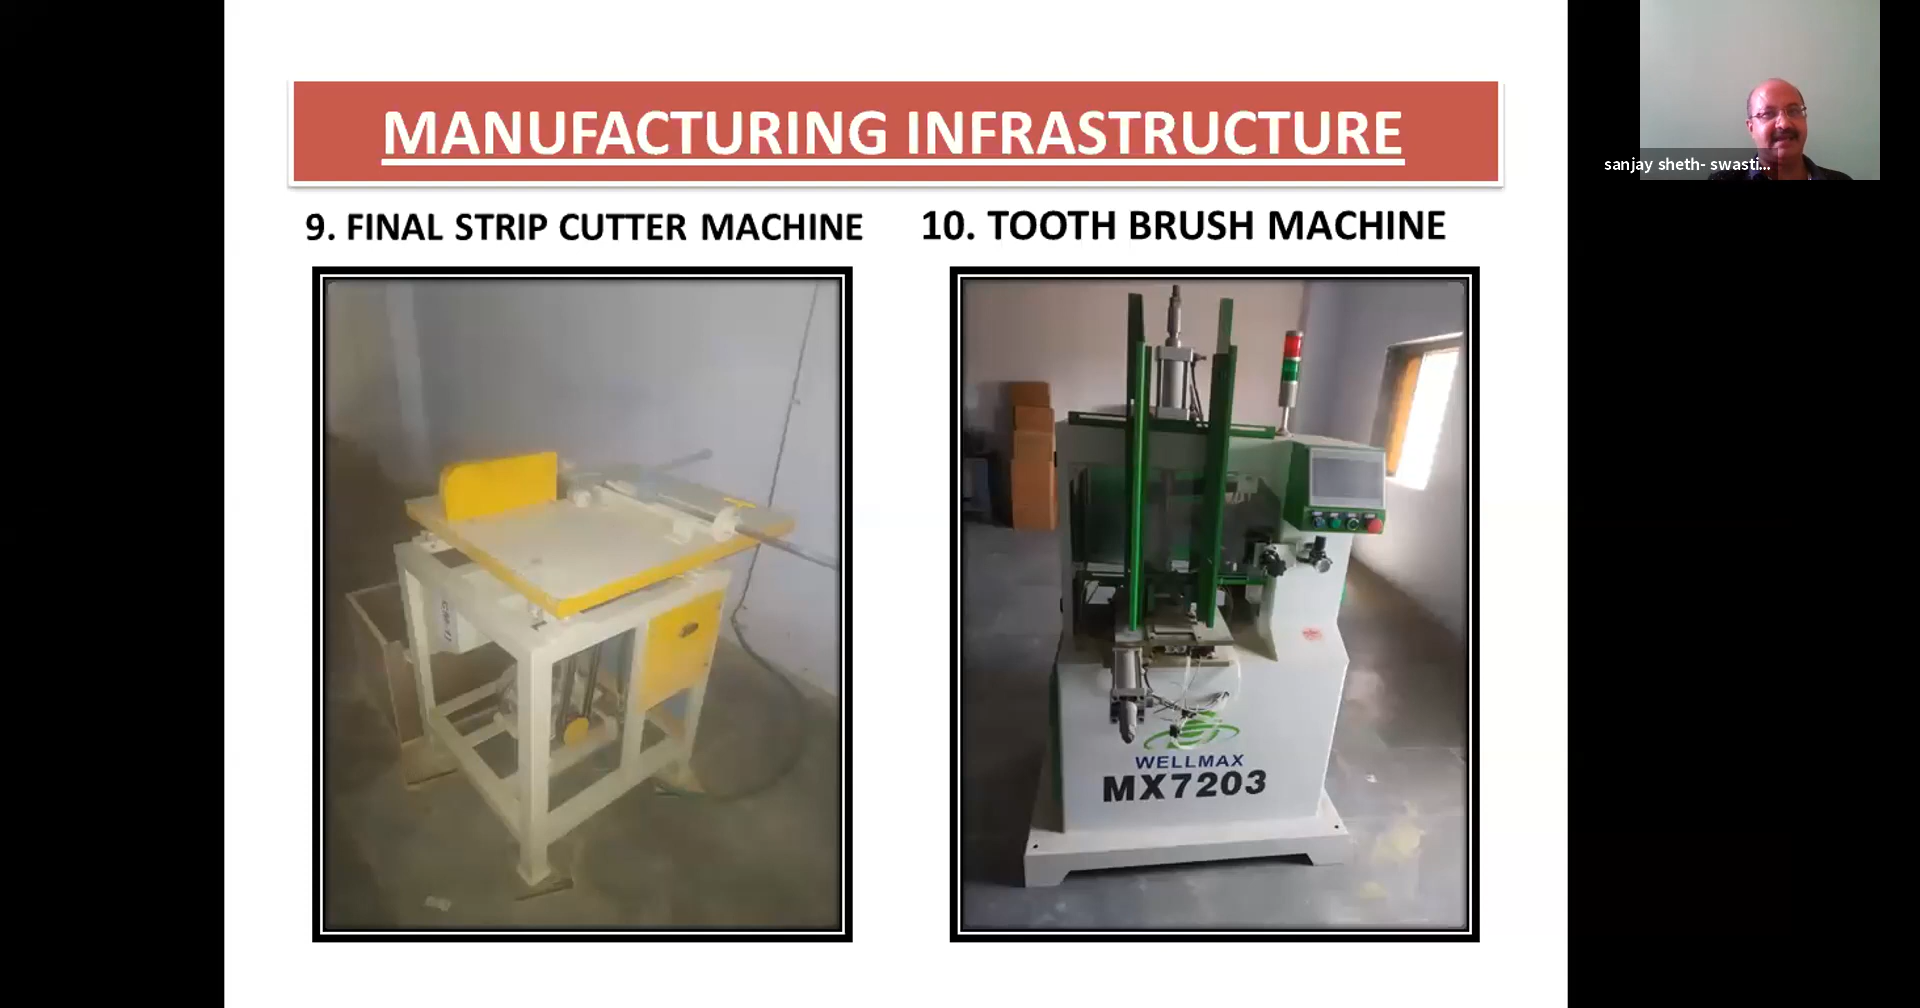 MANUFACTURING INFRASTRUCTURE
9. FINAL STRIP CUTTER MACHINE
10. TOOTH BRUSH MACHINE
sanjay sheth- swasti...
WELLMAX
MX7203